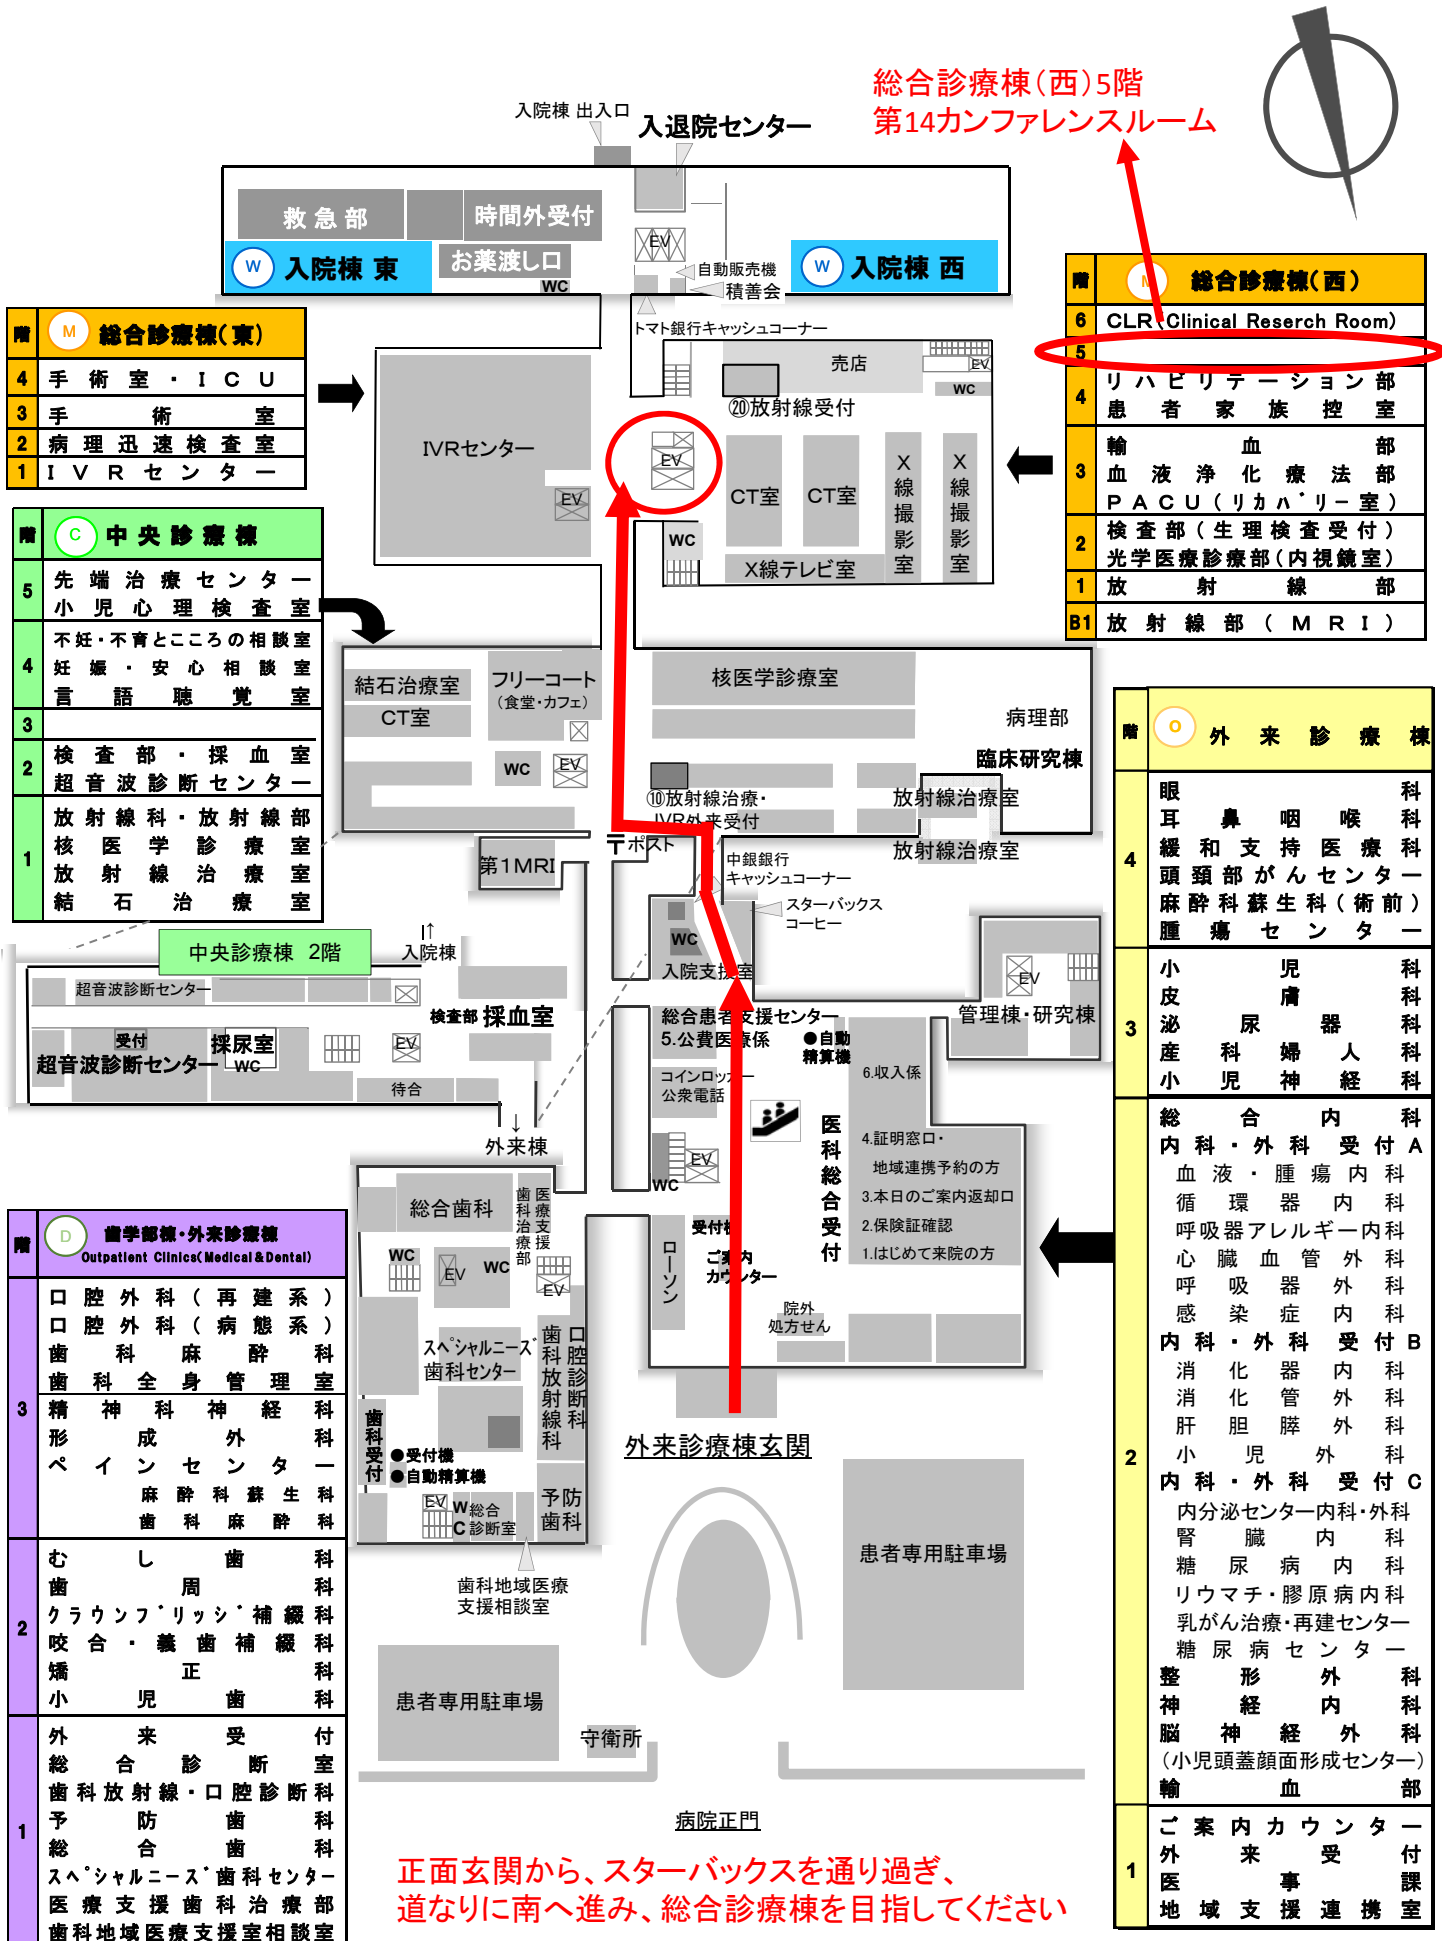 総合診療棟(西)5階
第14カンファレンスルーム
入院棟 出入口
入退院センター
救急部
時間外受付
EV
W 入院棟 東
お薬渡し口
WC
自動販売機
積善会
W 入院棟 西
トマト銀行キャッシュコーナー
階 M 総合診療棟(東)
4 手術室・ICU
3 手術室
2 病理迅速検査室
1 IVRセンター
IVRセンター
EV
売店
EV
WC
⑳放射線受付
EV
CT室
CT室
X線撮影室
X線撮影室
WC
X線テレビ室
階 M 総合診療棟(西)
6 CLR(Clinical Reserch Room)
5
4 リハビリテーション部
患者家族控室
3 輸血部
血液浄化療法部
PACU(リカバリー室)
2 検査部(生理検査受付)
光学医療診療部(内視鏡室)
1 放射線部
B1 放射線部(MRI)
階 C 中央診療棟
5 先端治療センター
小児心理検査室
4 不妊・不育とこころの相談室
妊娠・安心相談室
言語聴覚室
3
2 検査部・採血室
超音波診断センター
1 放射線科・放射線部
核医学診療室
放射線治療室
結石治療室
結石治療室
CT室
フリーコート
(食堂・カフェ)
WC
EV
核医学診療室
病理部
臨床研究棟
⑩放射線治療・
IVR外来受付
放射線治療室
放射線治療室
〒ポスト
第1MRI
中銀銀行
キャッシュコーナー
スターバックス
コーヒー
WC
入院支援室
↑
入院棟
中央診療棟 2階
超音波診断センター
検査部 採血室
受付
超音波診断センター
採尿室
WC
EV
待合
↓
外来棟
EV
管理棟・研究棟
総合患者支援センター
5.公費医療係
●自動
精算機
コインロッカー
公衆電話
6.収入係
医科総合受付
4.証明窓口・
地域連携予約の方
3.本日のご案内返却口
2.保険証確認
1.はじめて来院の方
EV
WC
ローソン
受付機
ご案内
カウンター
院外
処方せん
外来診療棟玄関
総合歯科
医療支援
歯科治療部
WC
EV
WC
EV
スペシャルニーズ
歯科センター
口腔診断科
歯科放射線科
歯科受付
●受付機
●自動精算機
EV
WC
総合
診断室
予防
歯科
歯科地域医療
支援相談室
患者専用駐車場
患者専用駐車場
守衛所
病院正門
階 O 外来診療棟
4 眼科
耳鼻咽喉科
緩和支持医療科
頭頸部がんセンター
麻酔科蘇生科(術前)
腫瘍センター
3 小児科
皮膚科
泌尿器科
産科婦人科
小児神経科
2 総合内科
内科・外科 受付A
血液・腫瘍内科
循環器内科
呼吸器アレルギー内科
心臓血管外科
呼吸器外科
感染症内科
内科・外科 受付B
消化器内科
消化管外科
肝胆膵外科
小児外科
内科・外科 受付C
内分泌センター内科・外科
腎臓内科
糖尿病内科
リウマチ・膠原病内科
乳がん治療・再建センター
糖尿病センター
整形外科
神経内科
脳神経外科
(小児頭蓋顔面形成センター)
輸血部
1 ご案内カウンター
外来受付
医事課
地域支援連携室
階 D 歯学部棟・外来診療棟
Outpatient Clinics(Medical&Dental)
3 口腔外科(再建系)
口腔外科(病態系)
歯科麻酔科
歯科全身管理室
精神科神経科
形成外科
ペインセンター
麻酔科蘇生科
歯科麻酔科
2 むし歯科
歯周科
クラウンブリッジ補綴科
咬合・義歯補綴科
矯正科
小児歯科
1 外来受付
総合診断室
歯科放射線・口腔診断科
予防歯科
総合歯科
スペシャルニーズ歯科センター
医療支援歯科治療部
歯科地域医療支援室相談室
正面玄関から、スターバックスを通り過ぎ、
道なりに南へ進み、総合診療棟を目指してください